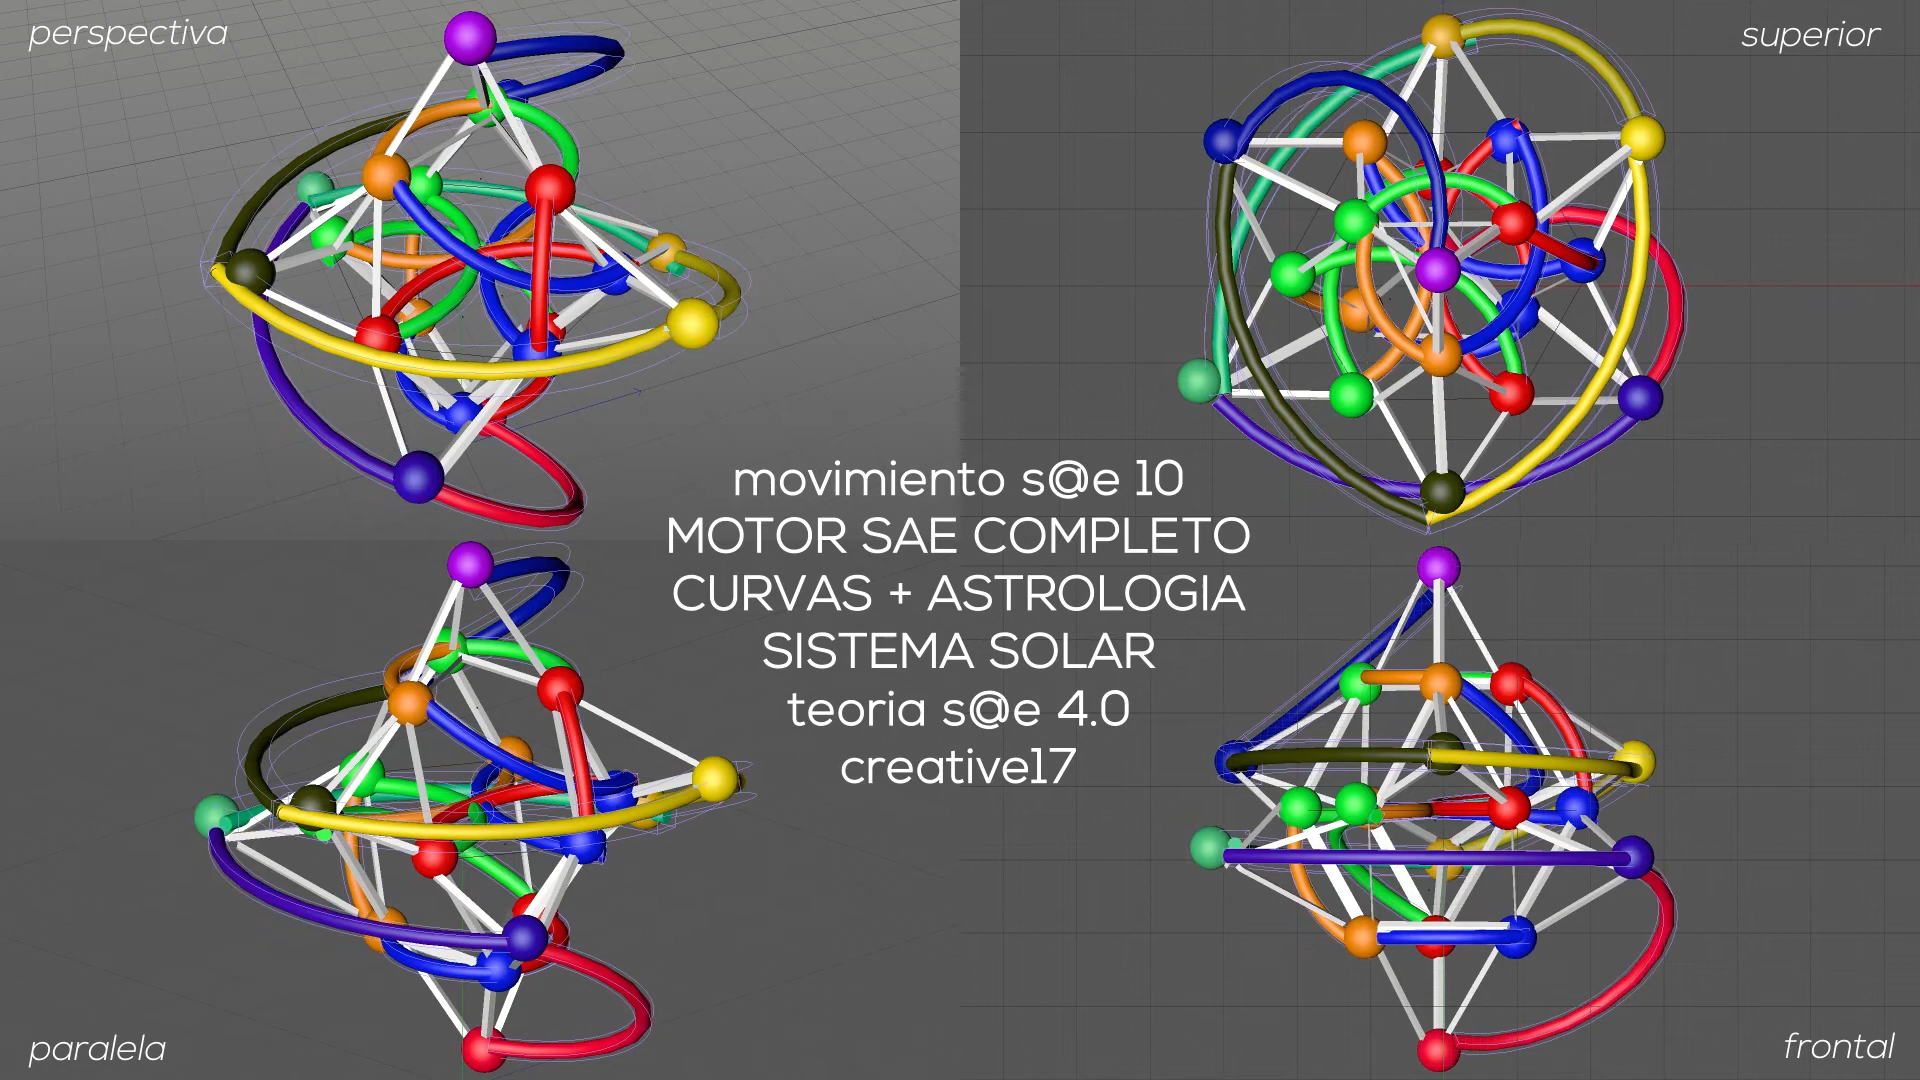 perspectiva
superior
movimiento s@e 10
MOTOR SAE COMPLETO
CURVAS + ASTROLOGIA
SISTEMA SOLAR
teoria s@e 4.0
creative17
paralela
frontal